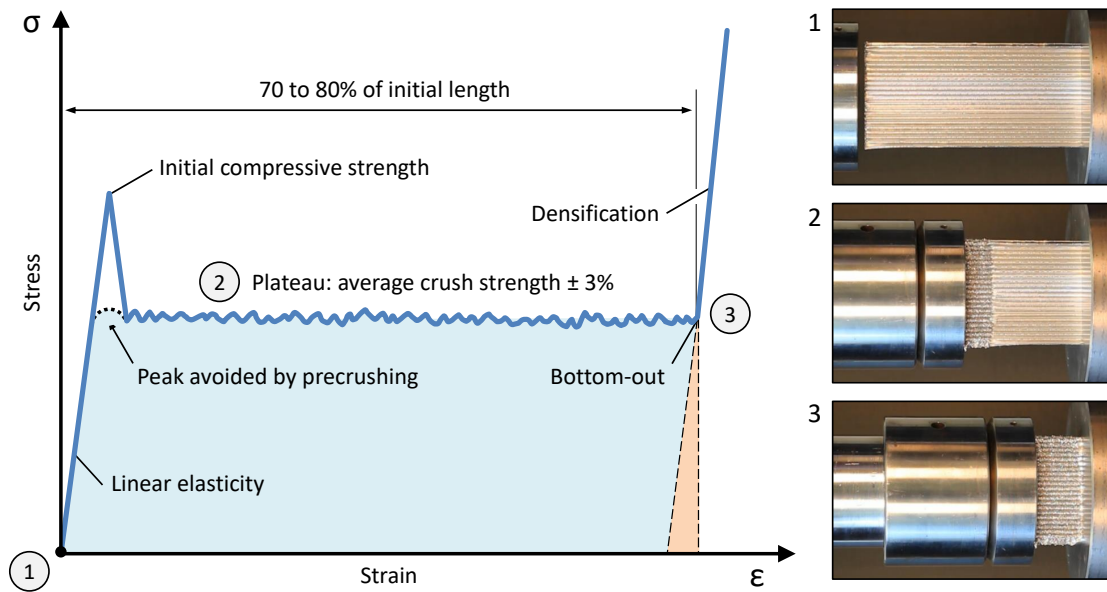 σ
70 to 80% of initial length
Initial compressive strength
Densification
2 Plateau: average crush strength ± 3%
3
Peak avoided by precrushing
Bottom-out
Linear elasticity
Stress
1
Strain
ε
1
2
3